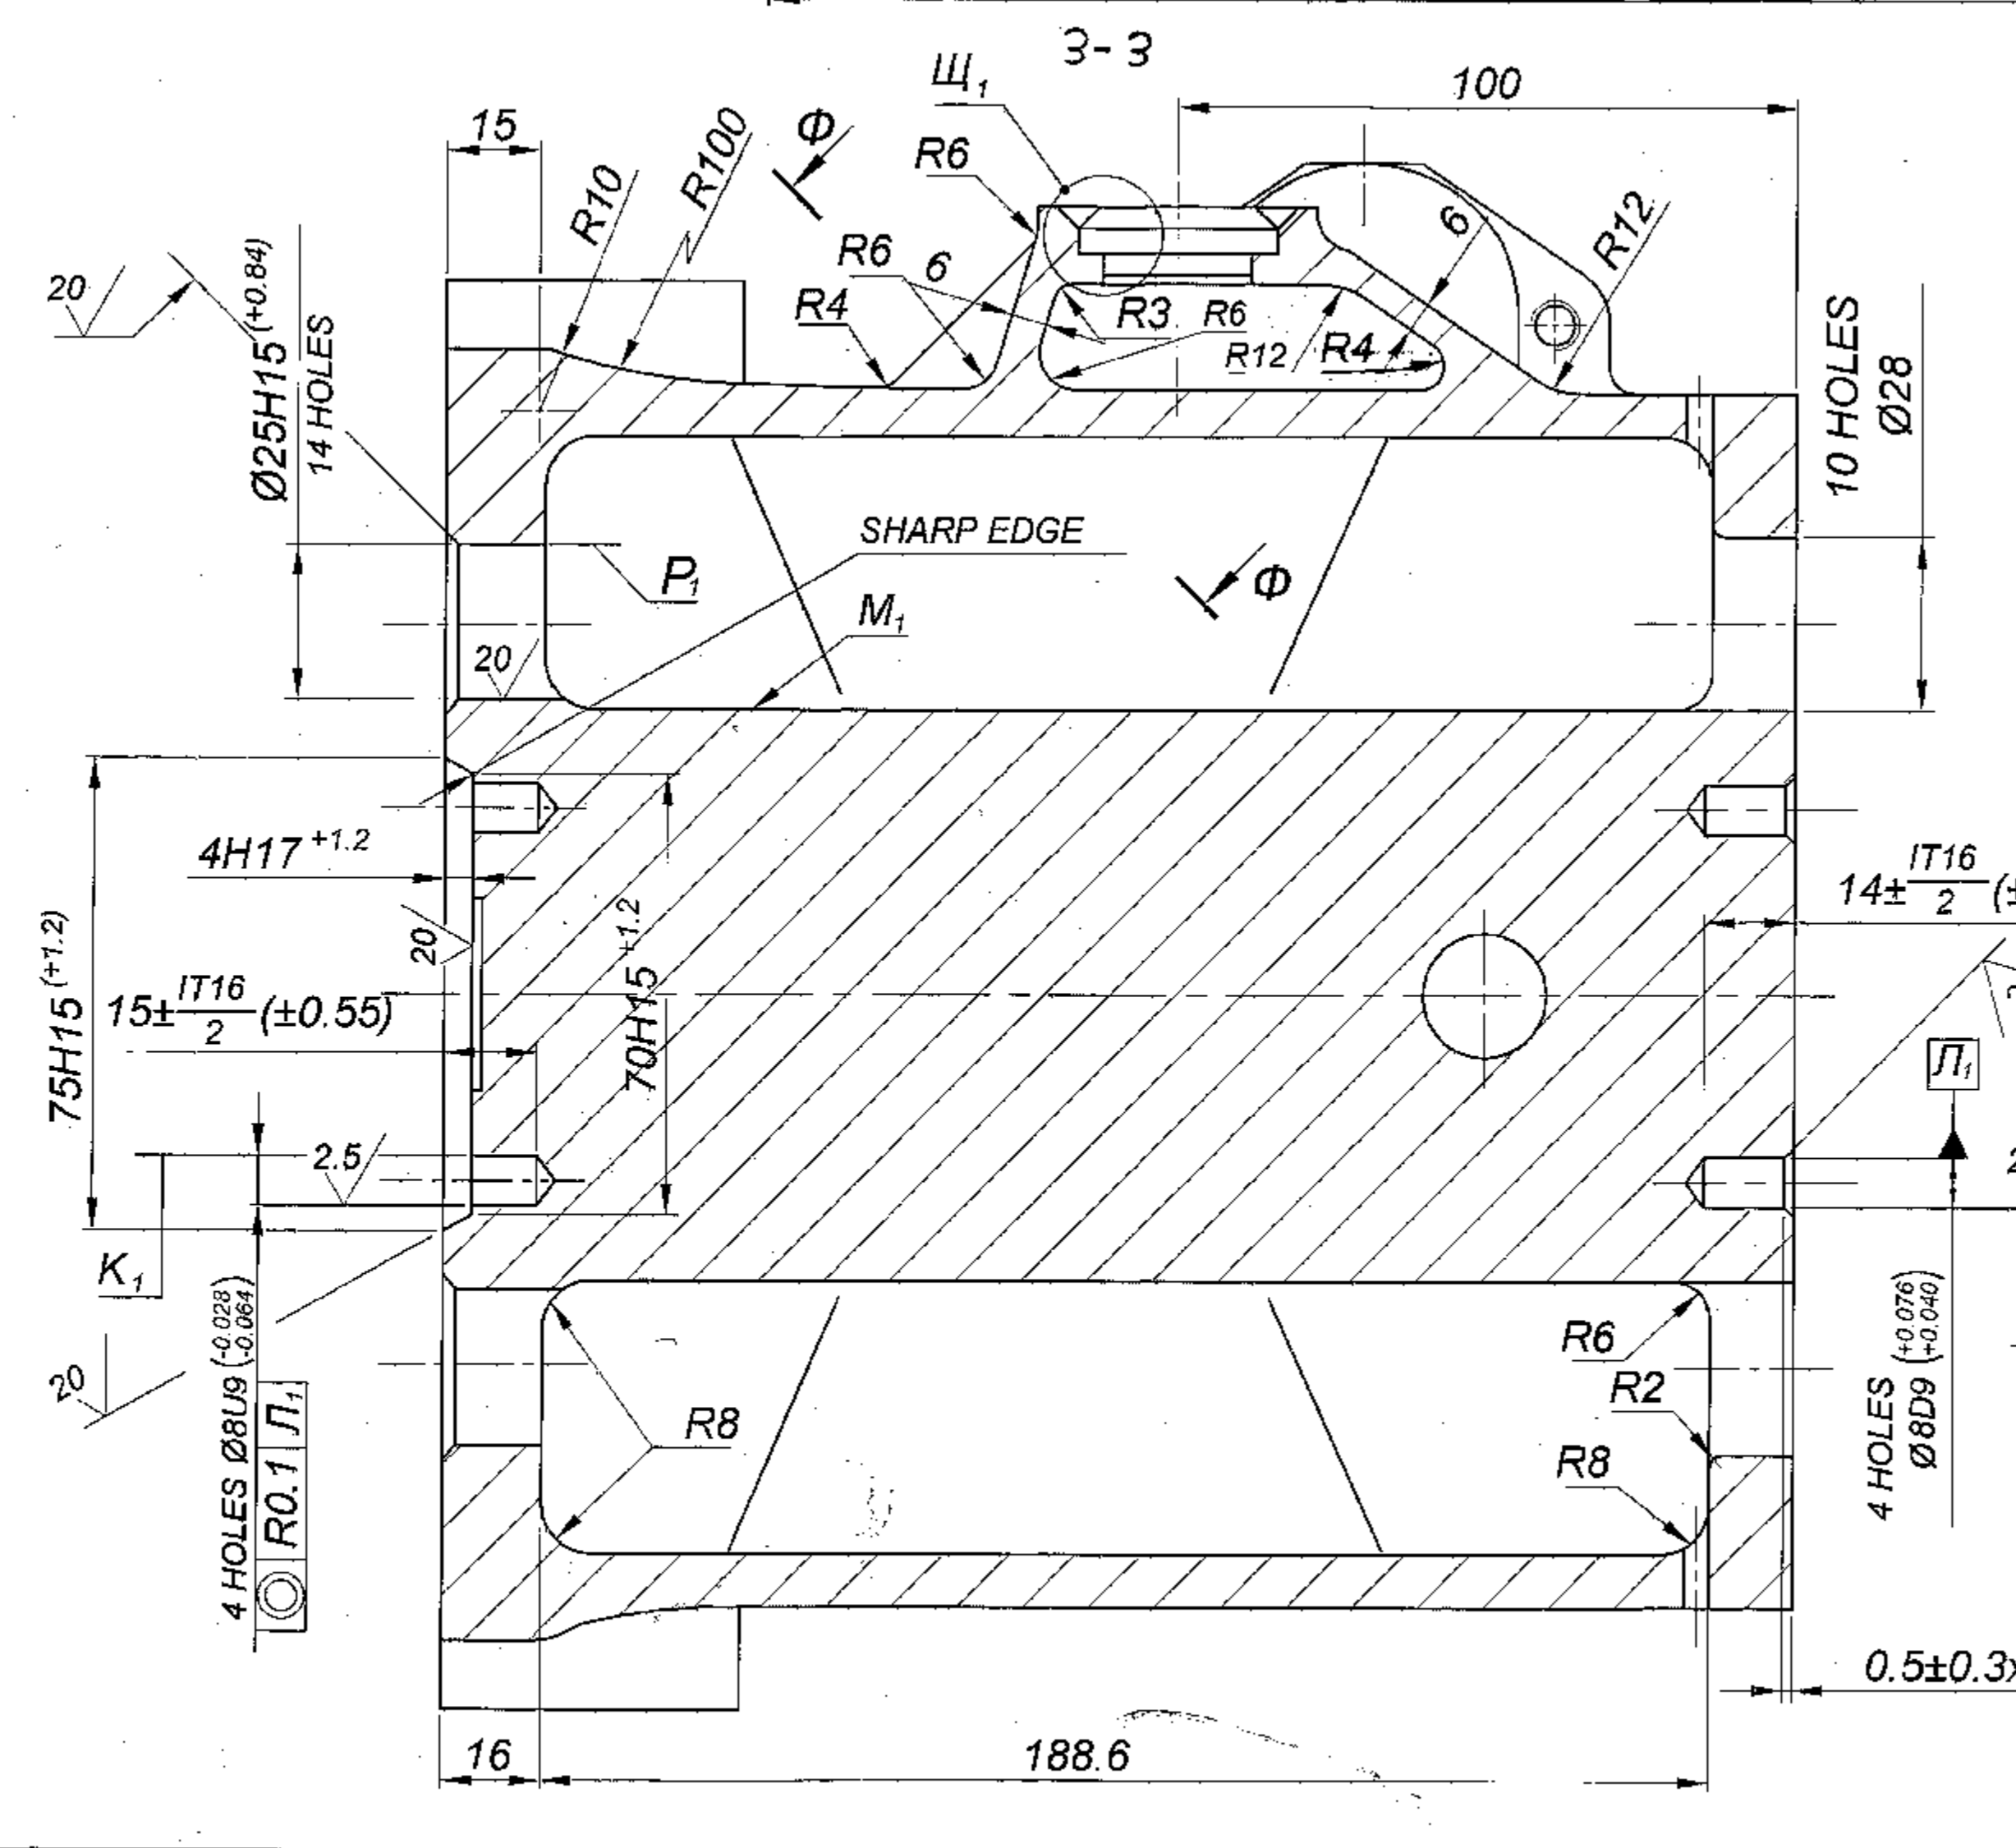 З-З
Щ₁
100
15
R10
R100
Ф
R6
R6
6
R4
R3
R6
R12
R4
6
R12
20
Ø25H15 (+0.84)
14 HOLES
10 HOLES
Ø28
SHARP EDGE
P₁
M₁
Ф
20
4H17 +1.2
75H15 (+1.2)
20
15± IT16/2 (±0.55)
70H15 +1.2
14± IT16/2 (±
Л₁
2.5
K₁
20
4 HOLES Ø8U9 (-0.028 -0.064)
◎ R0.1 Л₁
R8
R6
R2
R8
4 HOLES
Ø8D9 (+0.076 +0.040)
0.5±0.3x
16
188.6